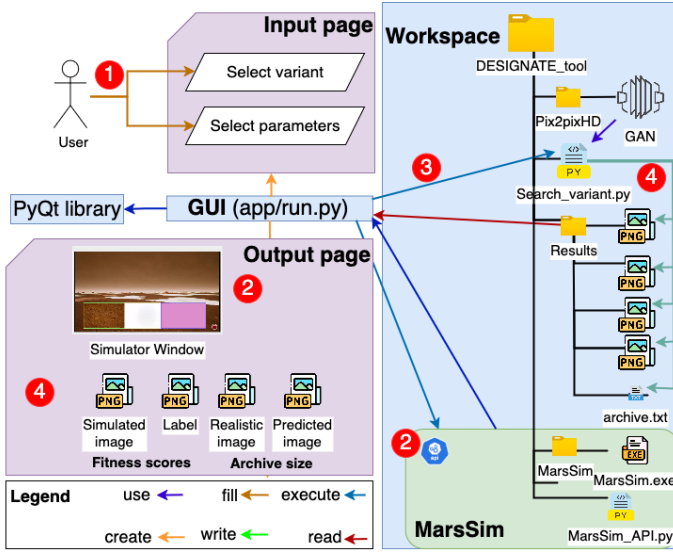 Input page
1
Select variant
Select parameters
User
PyQt library
GUI (app/run.py)
Output page
2
Simulator Window
4
PNG
PNG
PNG
PNG
Simulated
image
Label
Realistic
image
Predicted
image
Fitness scores
Archive size
Legend
use
fill
execute
create
write
read
Workspace
DESIGNATE_tool
Pix2pixHD
GAN
3
PY
4
Search_variant.py
Results
PNG
PNG
PNG
PNG
TXT
archive.txt
2
MarsSim
EXE
MarsSim.exe
PY
MarsSim
MarsSim_API.py